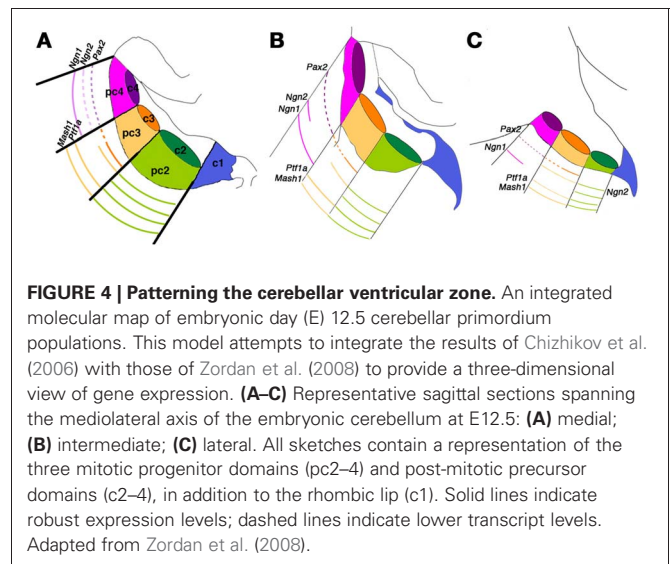 A
B
C
Ngn1
Ngn2
Pax2
pc4
c4
Mash1
Ptf1a
pc3
c3
pc2
c2
c1
Pax2
Ngn2
Ngn1
Ptf1a
Mash1
Pax2
Ngn1
Ptf1a
Mash1
Ngn2
FIGURE 4 | Patterning the cerebellar ventricular zone. An integrated
molecular map of embryonic day (E) 12.5 cerebellar primordium
populations. This model attempts to integrate the results of Chizhikov et al.
(2006) with those of Zordan et al. (2008) to provide a three-dimensional
view of gene expression. (A–C) Representative sagittal sections spanning
the mediolateral axis of the embryonic cerebellum at E12.5: (A) medial;
(B) intermediate; (C) lateral. All sketches contain a representation of the
three mitotic progenitor domains (pc2–4) and post-mitotic precursor
domains (c2–4), in addition to the rhombic lip (c1). Solid lines indicate
robust expression levels; dashed lines indicate lower transcript levels.
Adapted from Zordan et al. (2008).